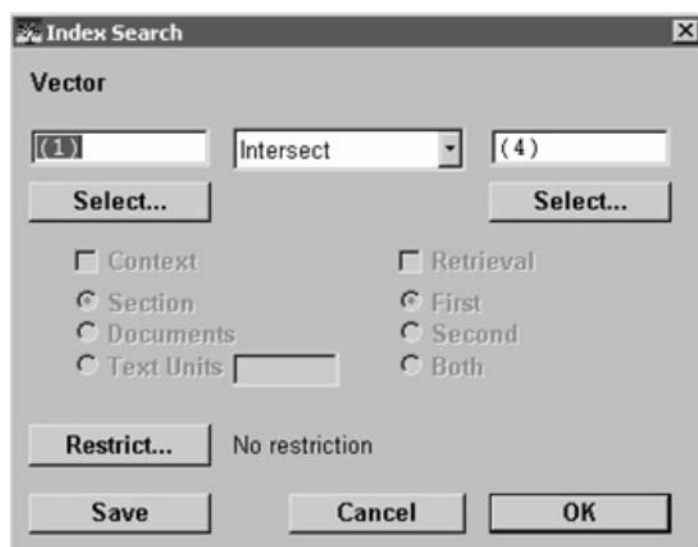 Index Search
Vector
(1) Intersect (4)
Select... Select...
Context Retrieval
Section First
Documents Second
Text Units Both
Restrict... No restriction
Save Cancel OK